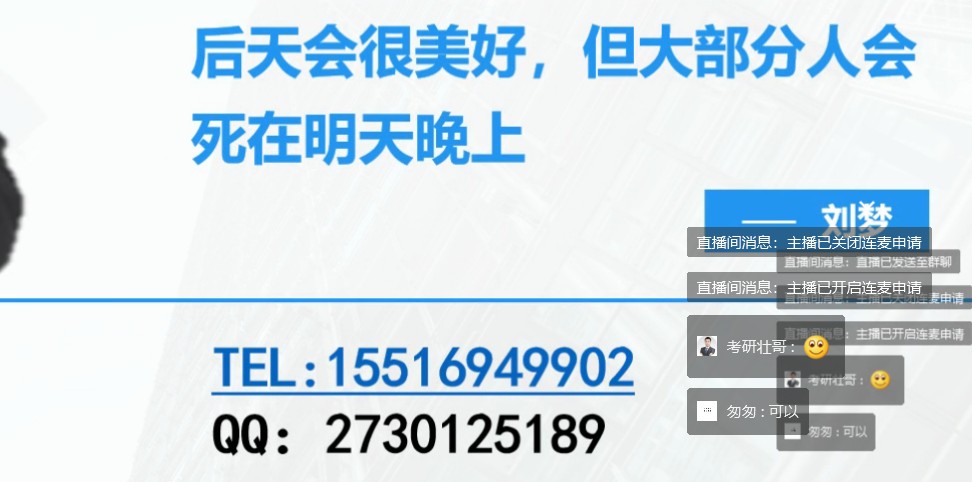 后天会很美好，但大部分人会
死在明天晚上
—— 刘梦
直播间消息：主播已关闭连麦申请
直播间消息：直播已发送至群聊
直播间消息：主播已开启连麦申请
直播间消息：主播已关闭连麦申请
直播间消息：主播已开启连麦申请
考研壮哥：
考研壮哥：
匆匆：可以
匆匆：可以
TEL:15516949902
QQ：2730125189